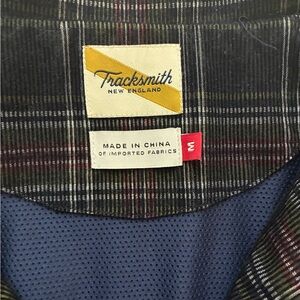 Tracksmith
NEW ENGLAND
MADE IN CHINA
OF IMPORTED FABRICS
M